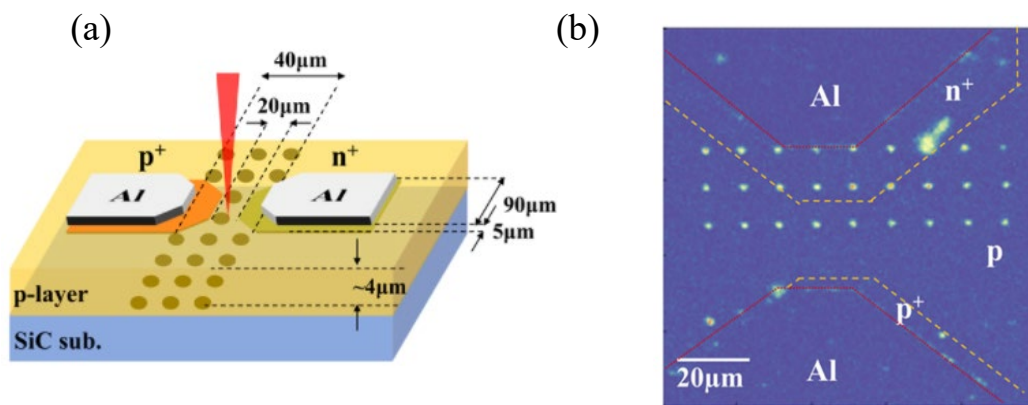 (a)
(b)
40μm
20μm
p+
n+
Al
Al
90μm
5μm
~4μm
p-layer
SiC sub.
Al
n+
p
p+
20μm
Al